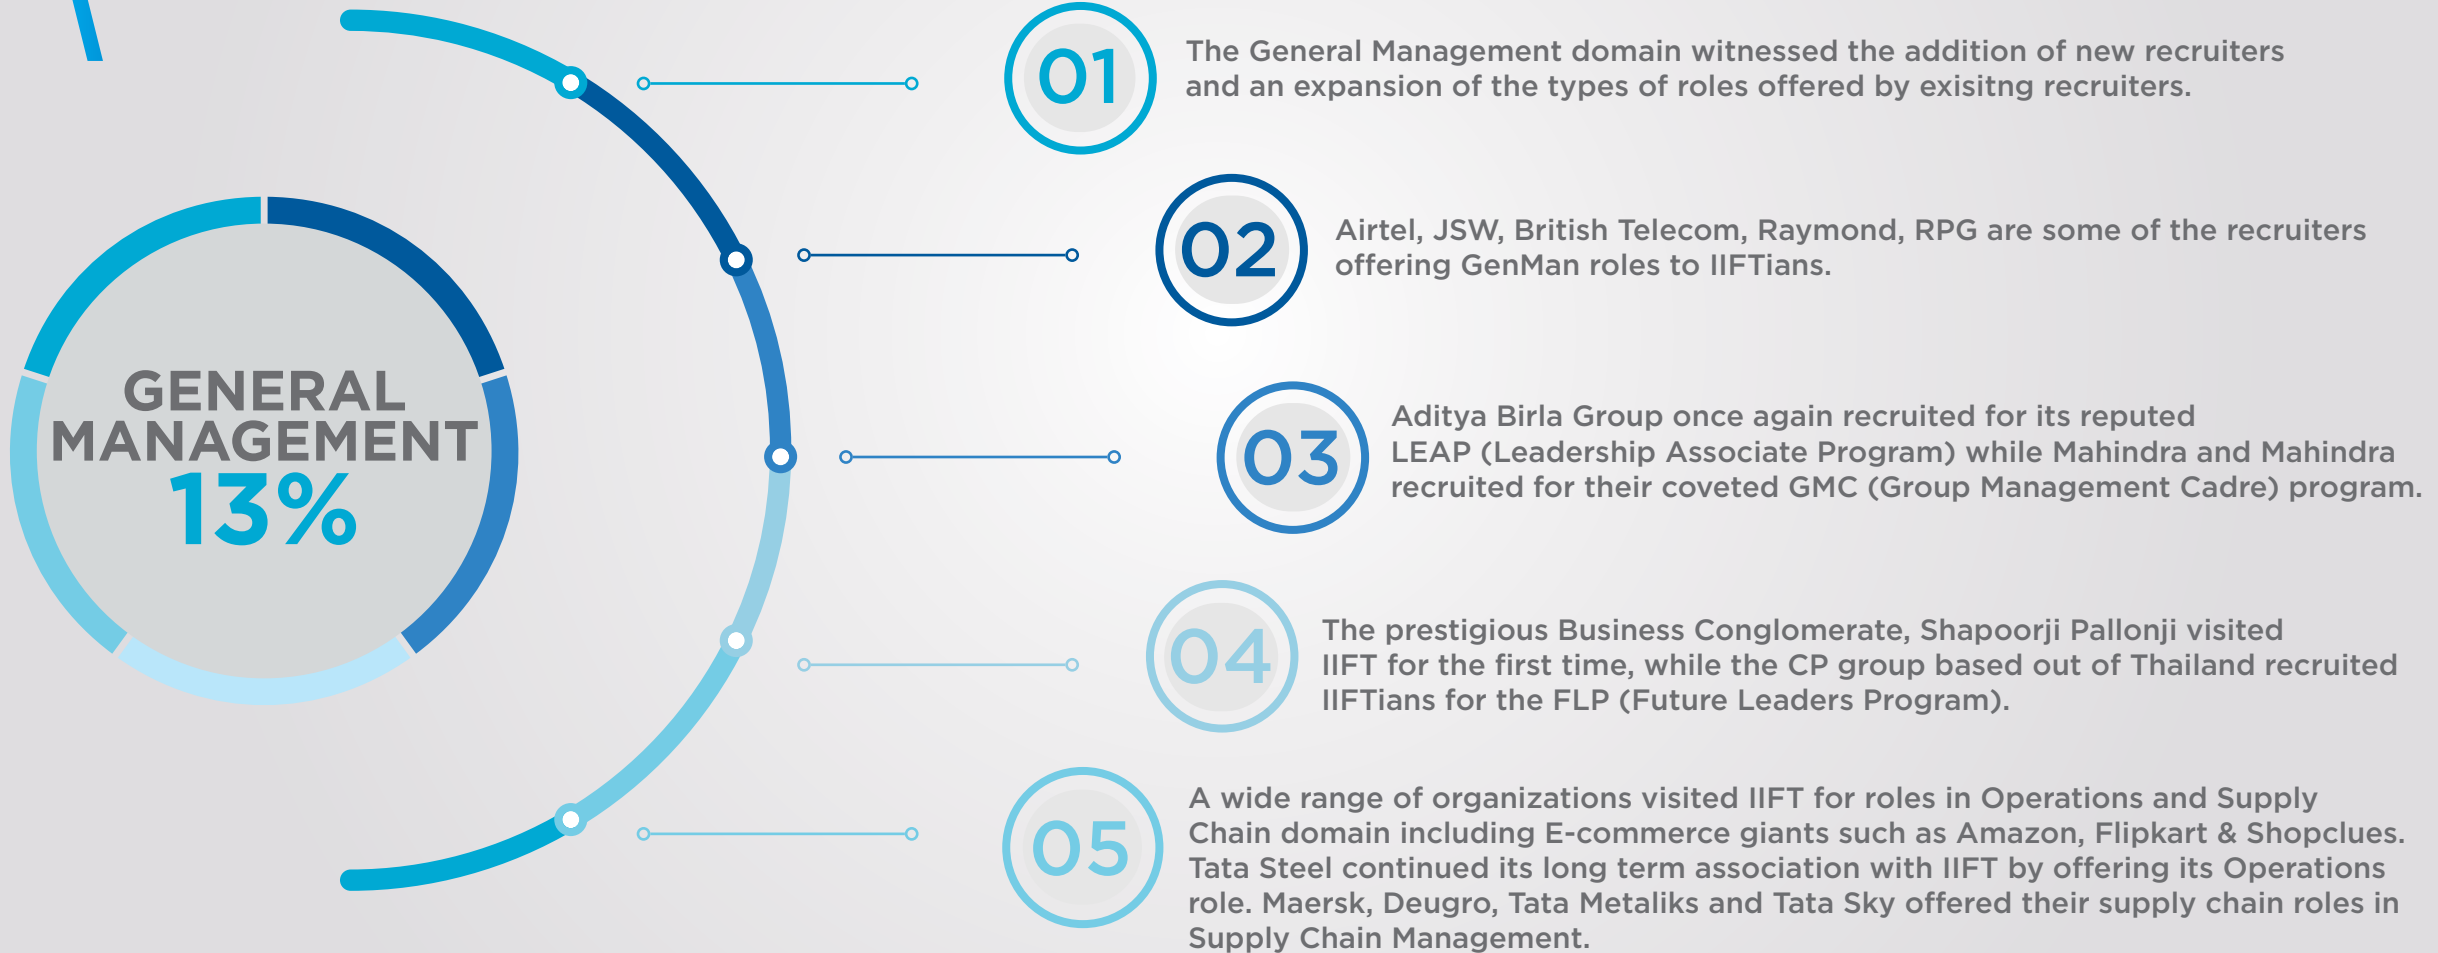 GENERAL
MANAGEMENT
13%
01
The General Management domain witnessed the addition of new recruiters
and an expansion of the types of roles offered by exisitng recruiters.
02
Airtel, JSW, British Telecom, Raymond, RPG are some of the recruiters
offering GenMan roles to IIFTians.
03
Aditya Birla Group once again recruited for its reputed
LEAP (Leadership Associate Program) while Mahindra and Mahindra
recruited for their coveted GMC (Group Management Cadre) program.
04
The prestigious Business Conglomerate, Shapoorji Pallonji visited
IIFT for the first time, while the CP group based out of Thailand recruited
IIFTians for the FLP (Future Leaders Program).
05
A wide range of organizations visited IIFT for roles in Operations and Supply
Chain domain including E-commerce giants such as Amazon, Flipkart & Shopclues.
Tata Steel continued its long term association with IIFT by offering its Operations
role. Maersk, Deugro, Tata Metaliks and Tata Sky offered their supply chain roles in
Supply Chain Management.